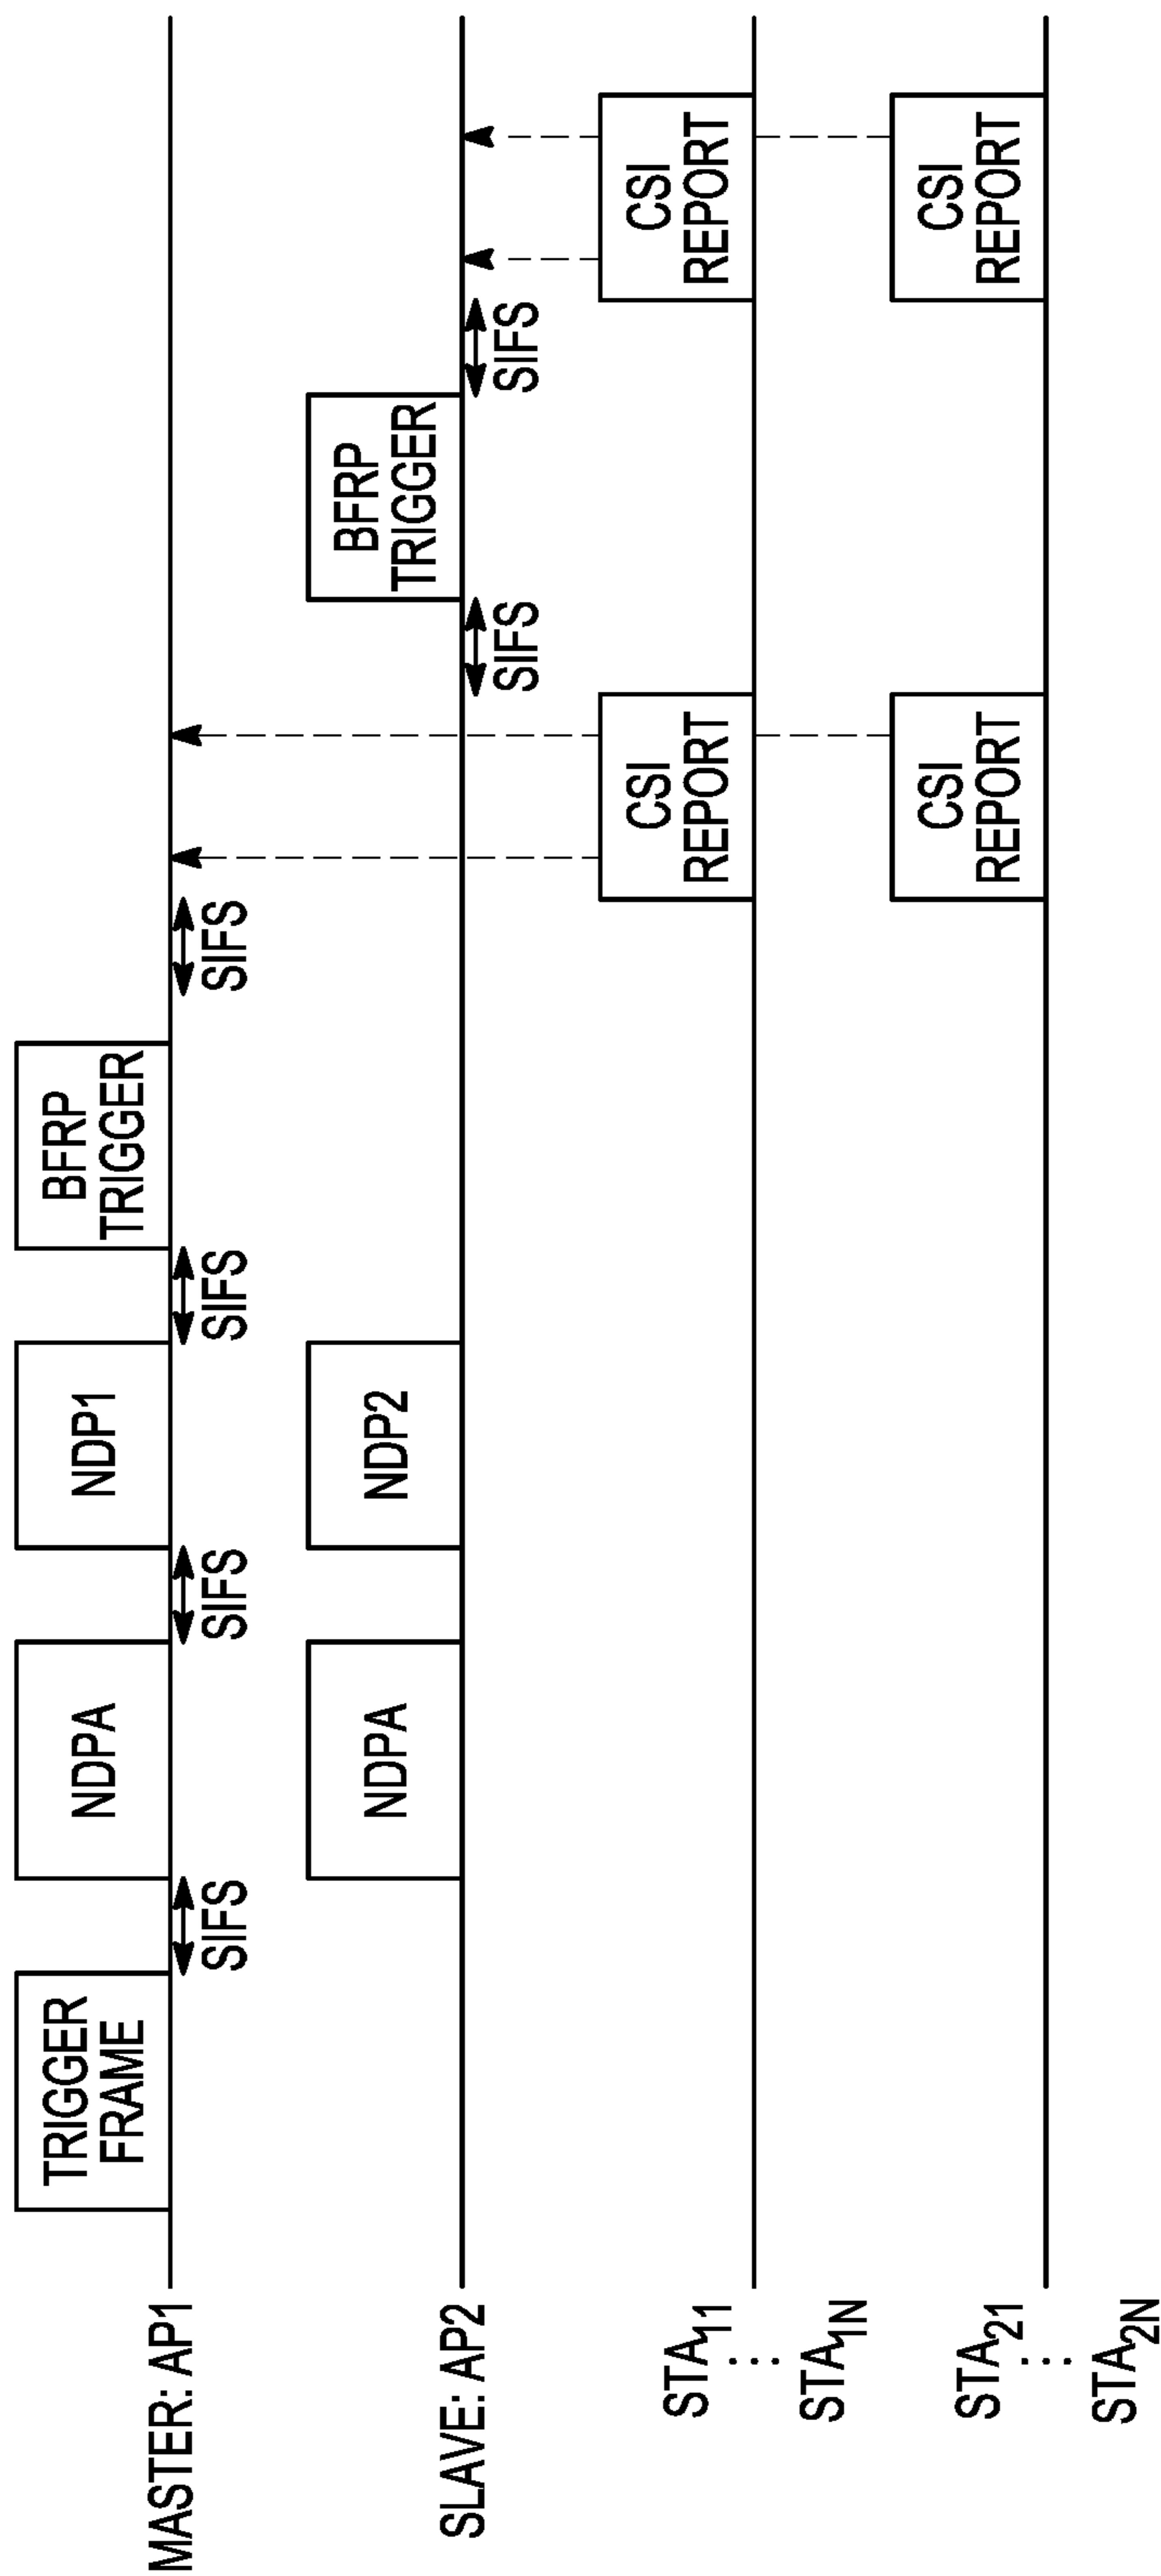 MASTER: AP1
TRIGGER
FRAME
SIFS
NDPA
SIFS
NDP1
SIFS
BFRP
TRIGGER
SIFS
SLAVE: AP2
NDPA
NDP2
SIFS
BFRP
TRIGGER
SIFS
STA11
⋮
STA1N
CSI
REPORT
CSI
REPORT
STA21
⋮
STA2N
CSI
REPORT
CSI
REPORT